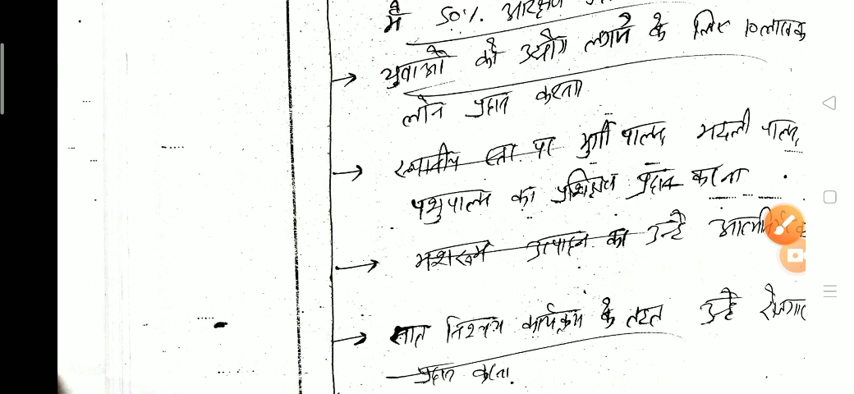 में 50% आरक्षण
→ युवाओं को उद्योग लगाने के लिए 10 लाख क
लोन प्रदान करना
→ स्थानीय स्तर पर मुर्गी पालन, मछली पालन,
पशुपालन का प्रशिक्षण प्रदान करना .
→ मशरूम उत्पादन का उन्हें
→ सात निश्चय कार्यक्रम के तहत उन्हें रोजगार
प्रदान करना.